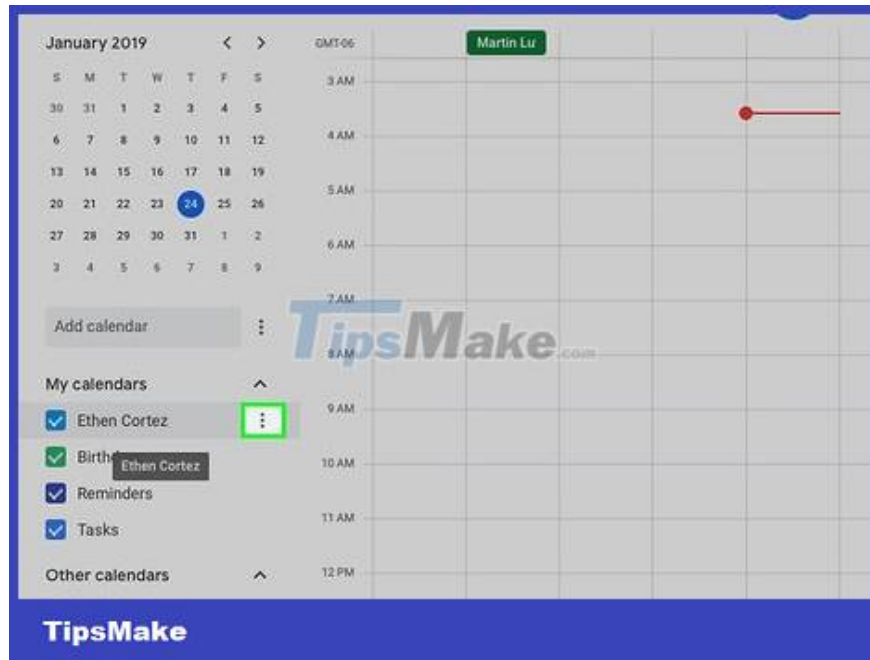 January 2019
S M T W T F S
30 31 1 2 3 4 5
6 7 8 9 10 11 12
13 14 15 16 17 18 19
20 21 22 23 24 25 26
27 28 29 30 31 1 2
3 4 5 6 7 8 9
Add calendar
My calendars
Ethen Cortez
Birth
Ethen Cortez
Reminders
Tasks
Other calendars
GMT-06
Martin Lu
3 AM
4 AM
5 AM
6 AM
7 AM
8 AM
9 AM
10 AM
11 AM
12 PM
TipsMake.com
TipsMake